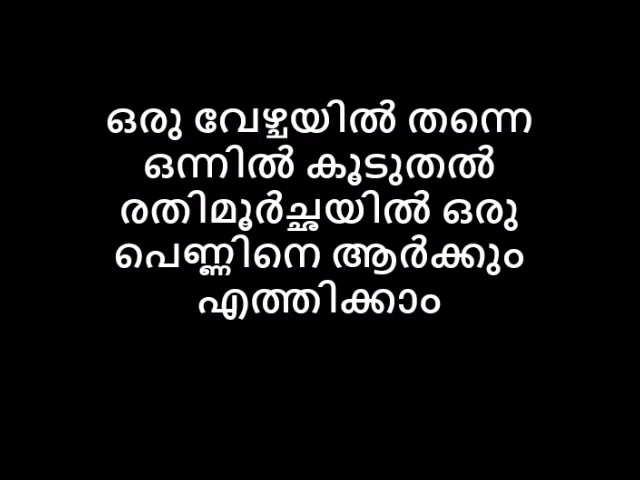 ഒരു വേഴ്ചയിൽ തന്നെ
ഒന്നിൽ കൂടുതൽ
രതിമൂർച്ഛയിൽ ഒരു
പെണ്ണിനെ ആർക്കും
എത്തിക്കാം